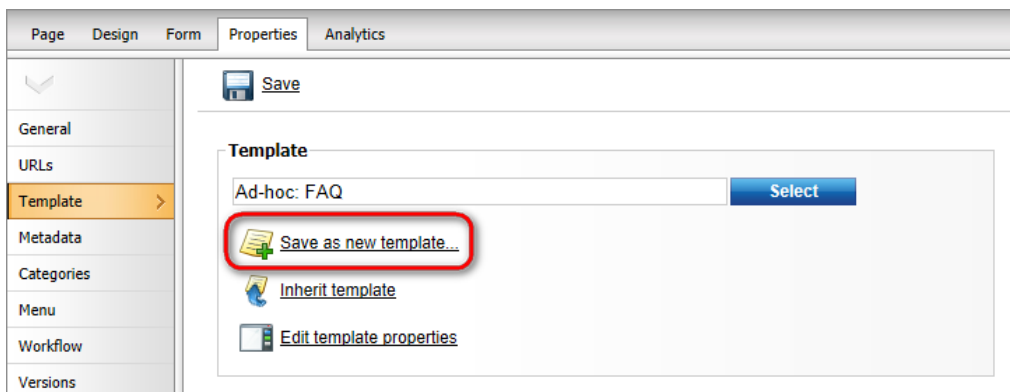 Page Design Form Properties Analytics
Save
General
URLs
Template
Metadata
Categories
Menu
Workflow
Versions
Template
Ad-hoc: FAQ Select
Save as new template...
Inherit template
Edit template properties